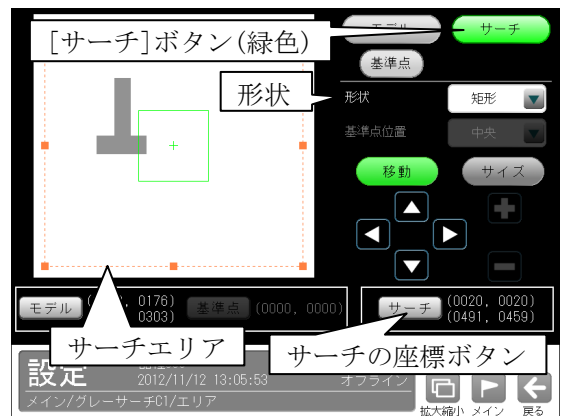 [サーチ]ボタン(緑色)
サーチ
基準点
形状
形状
矩形
基準点位置
中央
移動
サイズ
モデル
0176)
0303)
基準点
(0000, 0000)
サーチ
(0020, 0020)
(0491, 0459)
サーチエリア
サーチの座標ボタン
設定
2012/11/12 13:05:53
オフライン
メイン/グレーサーチC1/エリア
拡大縮小
メイン
戻る